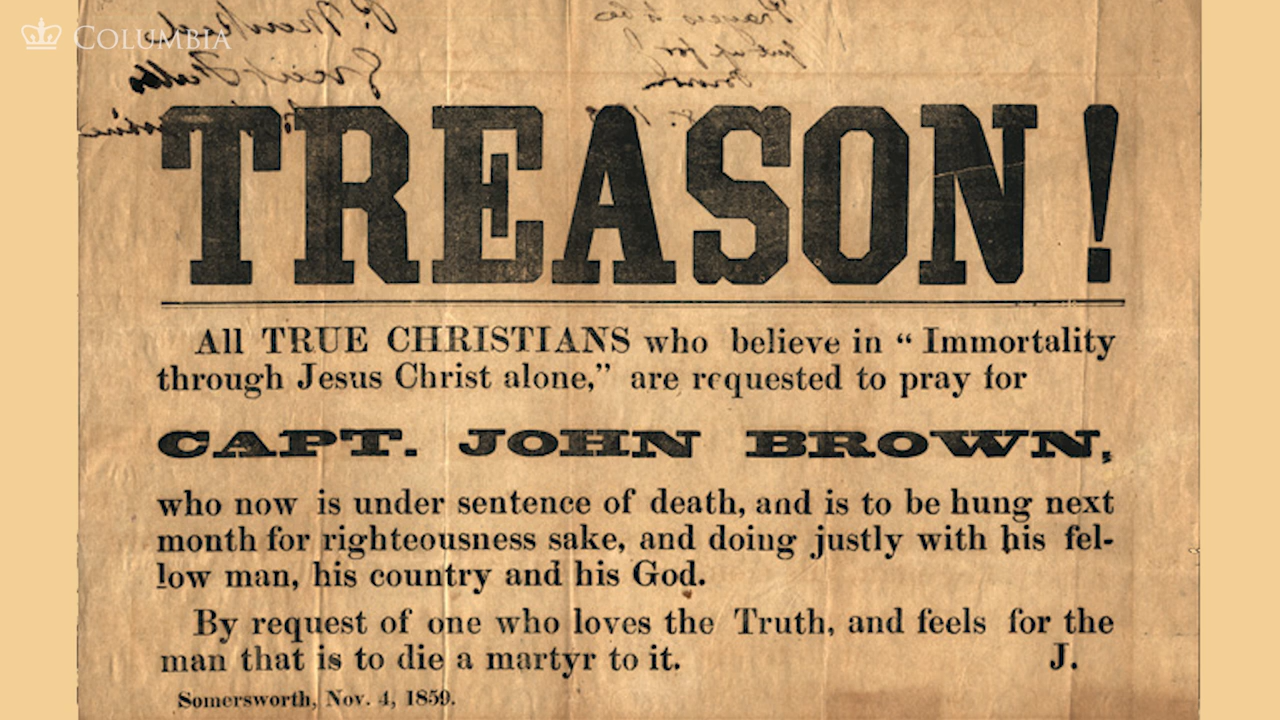 COLUMBIA
TREASON!
All TRUE CHRISTIANS who believe in “ Immortality
through Jesus Christ alone,” are requested to pray for
CAPT. JOHN BROWN,
who now is under sentence of death, and is to be hung next
month for righteousness sake, and doing justly with his fel-
low man, his country and his God.
By request of one who loves the Truth, and feels for the
man that is to die a martyr to it. J.
Somersworth, Nov. 4, 1859.